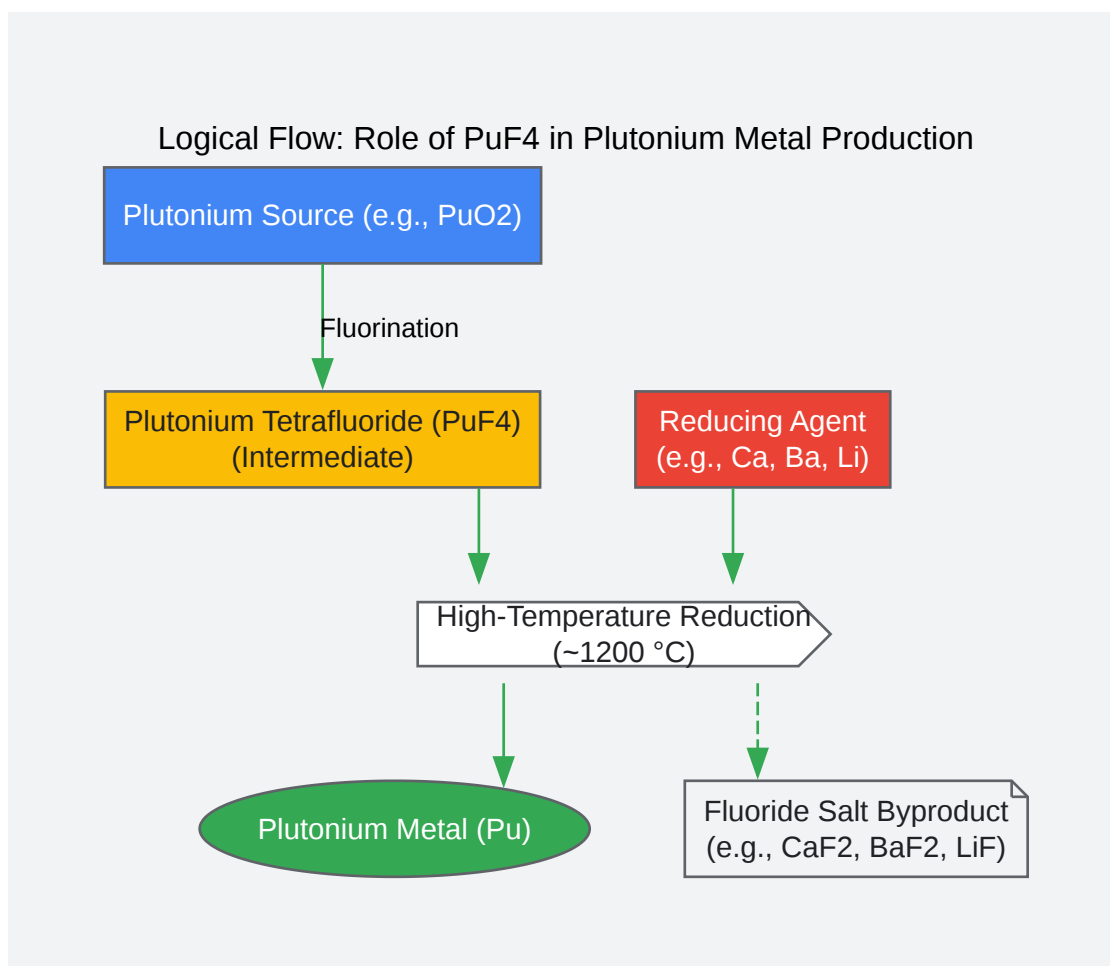 Logical Flow: Role of PuF4 in Plutonium Metal Production
Plutonium Source (e.g., PuO2)
Fluorination
Plutonium Tetrafluoride (PuF4)
(Intermediate)
Reducing Agent
(e.g., Ca, Ba, Li)
High-Temperature Reduction
(~1200 °C)
Plutonium Metal (Pu)
Fluoride Salt Byproduct
(e.g., CaF2, BaF2, LiF)